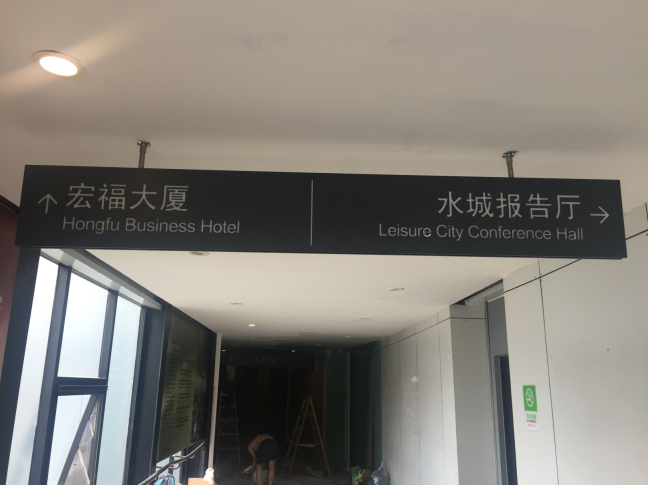 宏福大厦
Hongfu Business Hotel
水城报告厅
Leisure City Conference Hall